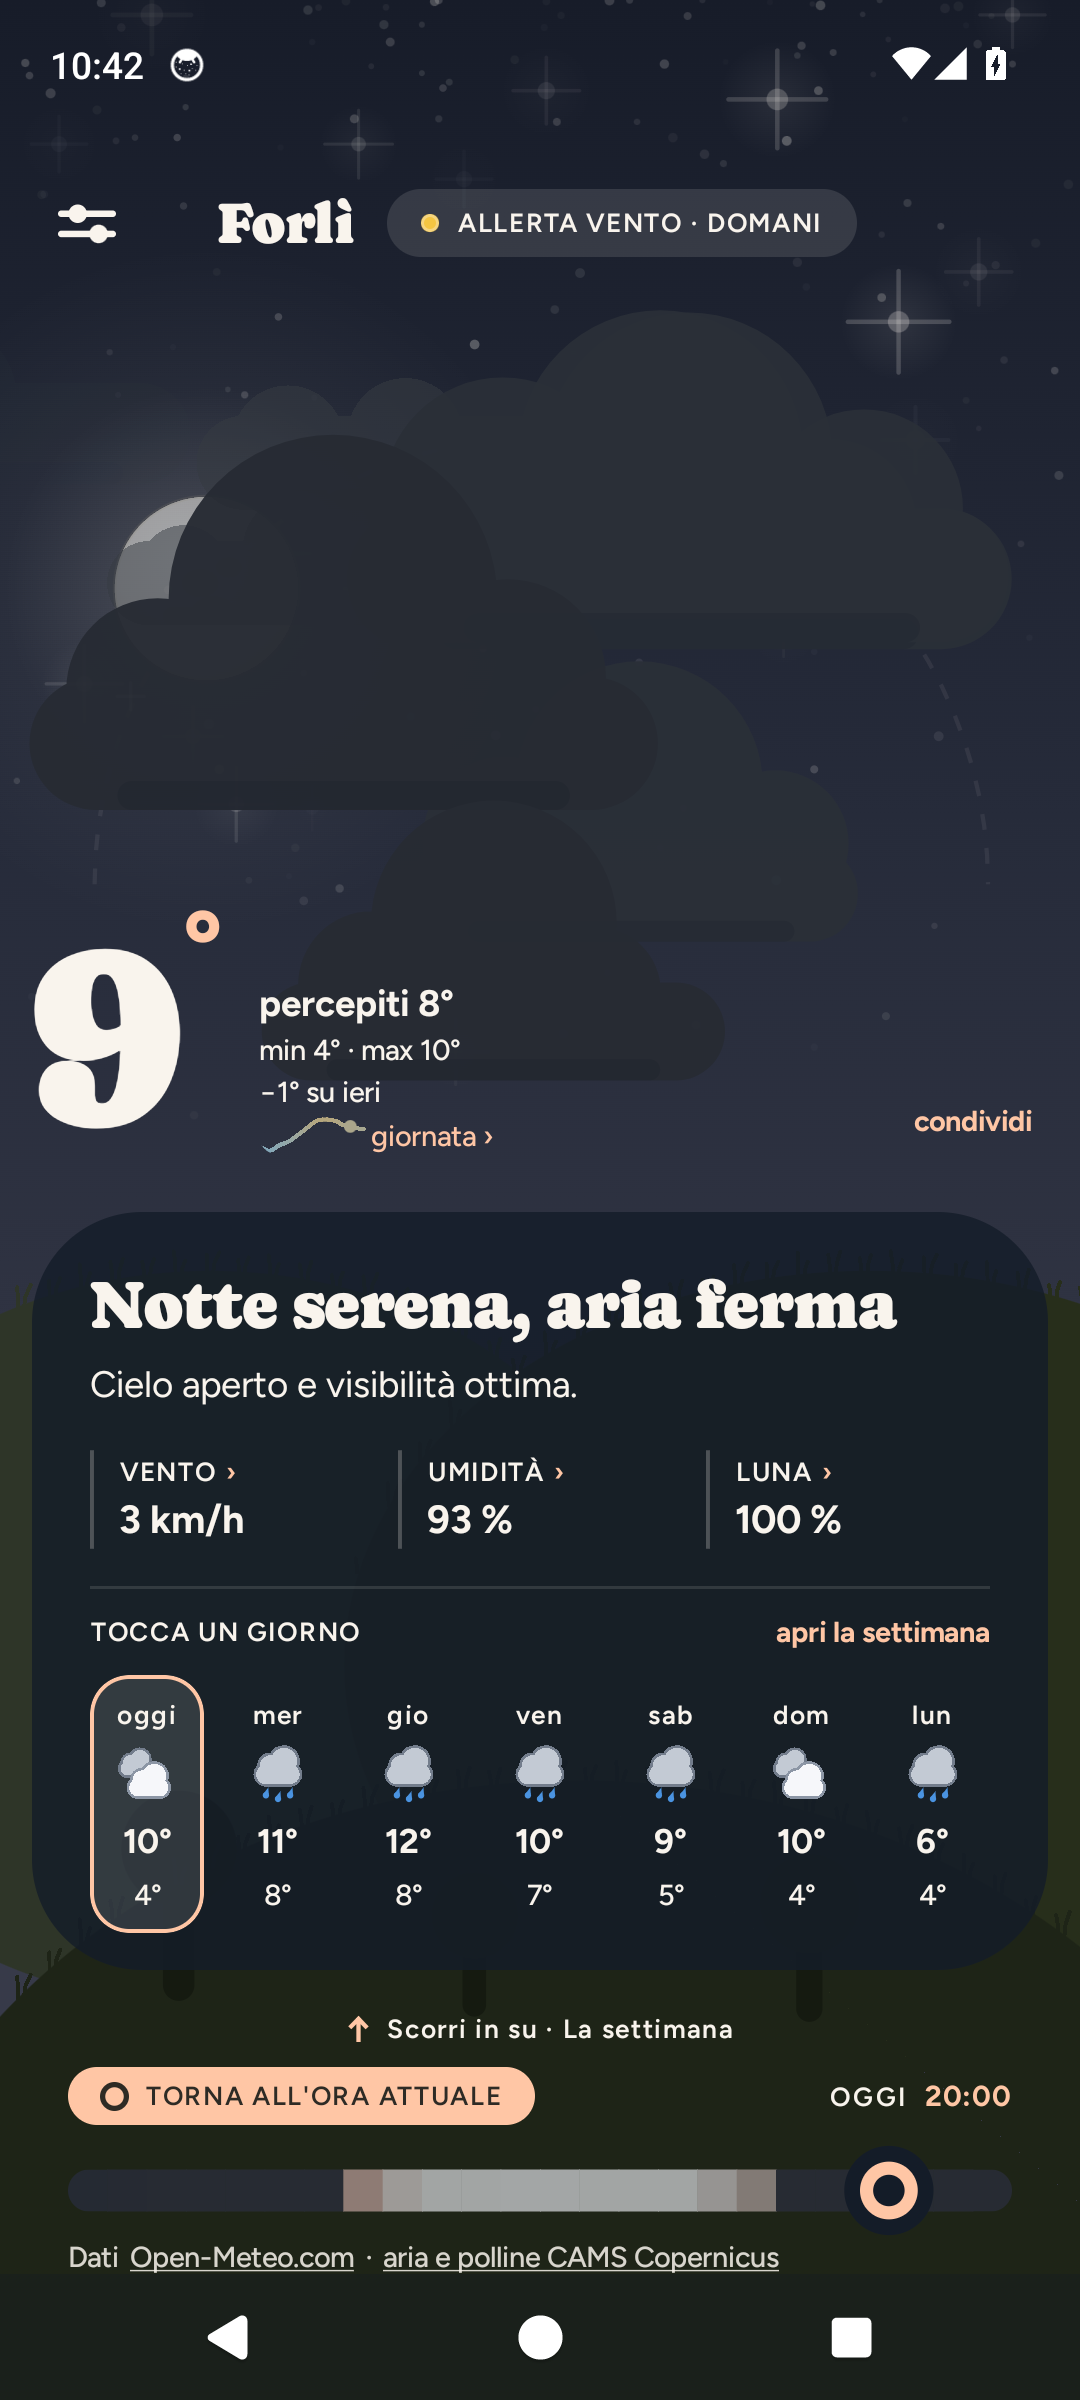 10:42
Forlì
ALLERTA VENTO · DOMANI
9°
percepiti 8°
min 4° · max 10°
−1° su ieri
giornata ›
condividi
Notte serena, aria ferma
Cielo aperto e visibilità ottima.
VENTO › UMIDITÀ › LUNA ›
3 km/h 93 % 100 %
TOCCA UN GIORNO apri la settimana
oggi mer gio ven sab dom lun
10° 11° 12° 10° 9° 10° 6°
4° 8° 8° 7° 5° 4° 4°
↑ Scorri in su · La settimana
TORNA ALL'ORA ATTUALE OGGI 20:00
Dati Open-Meteo.com · aria e polline CAMS Copernicus